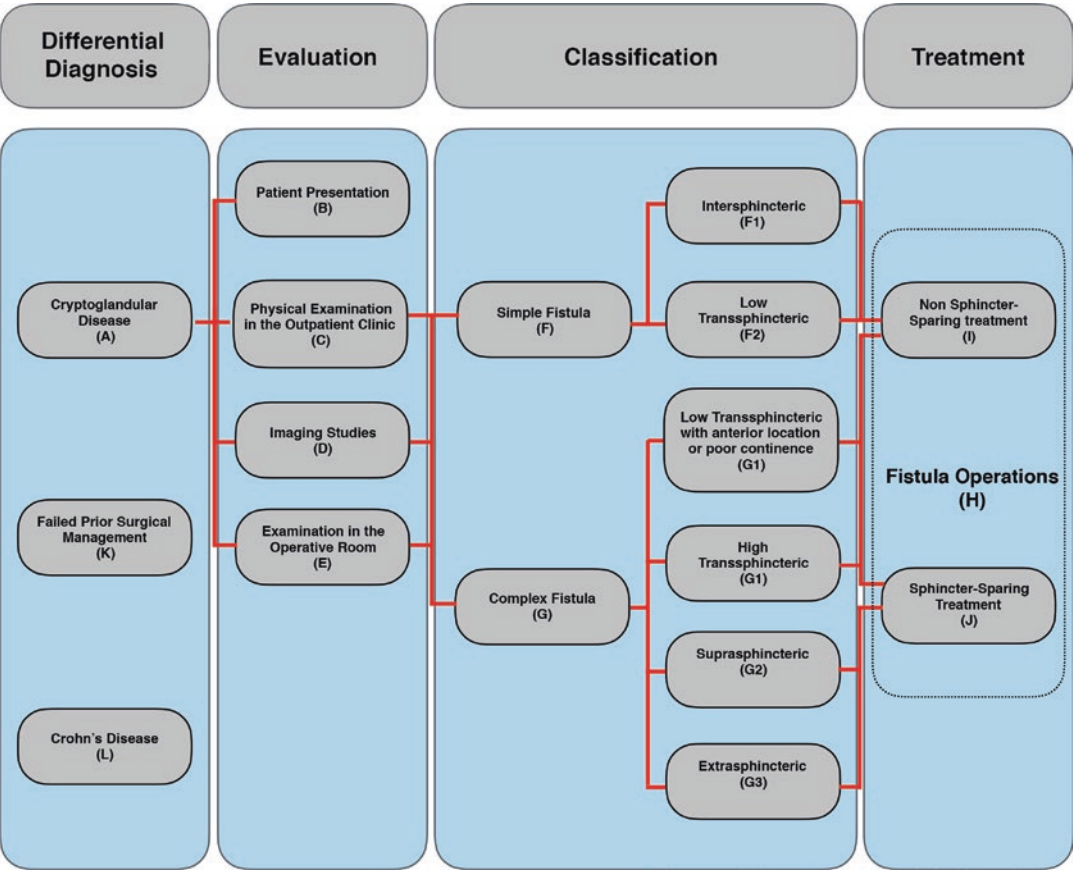 Differential
Diagnosis
Evaluation
Classification
Treatment
Cryptoglandular
Disease
(A)
Failed Prior Surgical
Management
(K)
Crohn's Disease
(L)
Patient Presentation
(B)
Physical Examination
in the Outpatient Clinic
(C)
Imaging Studies
(D)
Examination in the
Operative Room
(E)
Simple Fistula
(F)
Complex Fistula
(G)
Intersphincteric
(F1)
Low
Transsphincteric
(F2)
Low Transsphincteric
with anterior location
or poor continence
(G1)
High
Transsphincteric
(G1)
Suprasphincteric
(G2)
Extrasphincteric
(G3)
Non Sphincter-
Sparing treatment
(I)
Fistula Operations
(H)
Sphincter-Sparing
Treatment
(J)